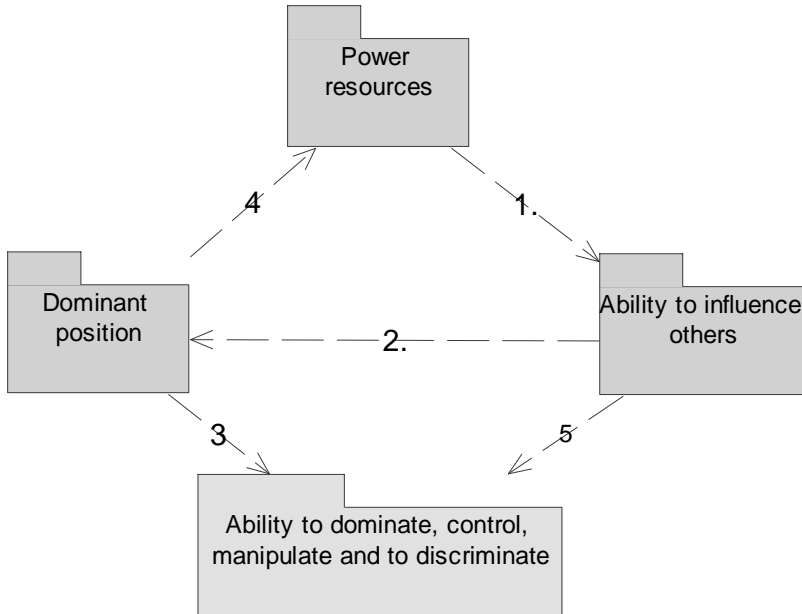 Power
resources
4
1.
Dominant
position
Ability to influence
others
2.
3
5
Ability to dominate, control,
manipulate and to discriminate